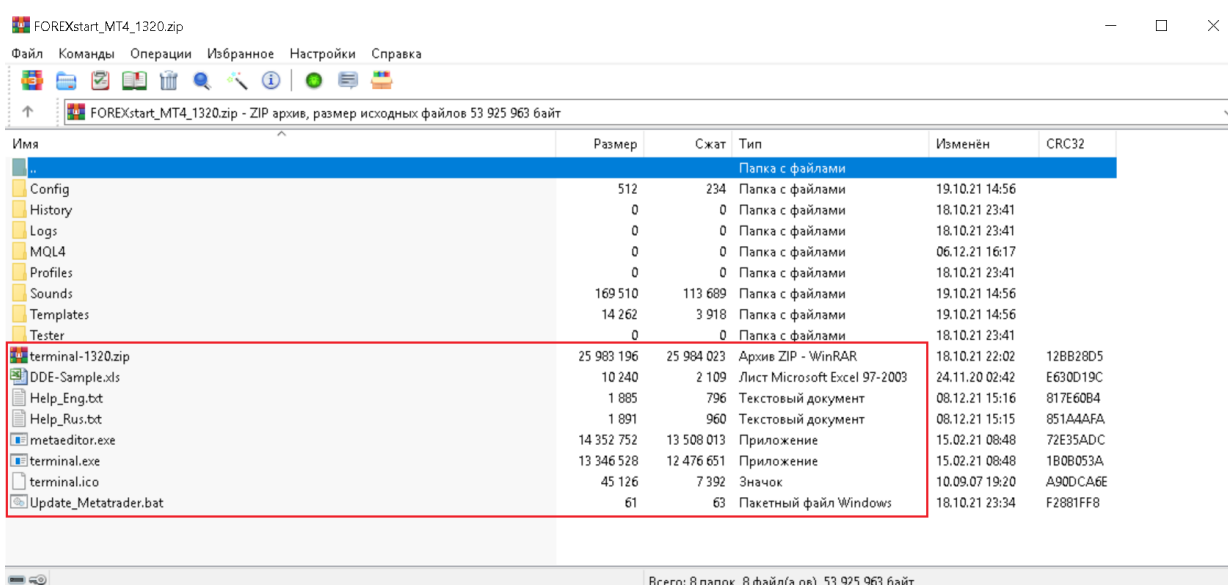 FOREXstart_MT4_1320.zip
Файл Команды Операции Избранное Настройки Справка
FOREXstart_MT4_1320.zip - ZIP архив, размер исходных файлов 53 925 963 байт
Имя Размер Сжат Тип Изменён CRC32
.. Папка с файлами
Config 512 234 Папка с файлами 19.10.21 14:56
History 0 0 Папка с файлами 18.10.21 23:41
Logs 0 0 Папка с файлами 18.10.21 23:41
MQL4 0 0 Папка с файлами 06.12.21 16:17
Profiles 0 0 Папка с файлами 18.10.21 23:41
Sounds 169 510 113 689 Папка с файлами 19.10.21 14:56
Templates 14 262 3 918 Папка с файлами 19.10.21 14:56
Tester 0 0 Папка с файлами 18.10.21 23:41
terminal-1320.zip 25 983 196 25 984 023 Архив ZIP - WinRAR 18.10.21 22:02 12BB28D5
DDE-Sample.xls 10 240 2 109 Лист Microsoft Excel 97-2003 24.11.20 02:42 E630D19C
Help_Eng.txt 1 885 796 Текстовый документ 08.12.21 15:16 817E60B4
Help_Rus.txt 1 891 960 Текстовый документ 08.12.21 15:15 851A4AFA
metaeditor.exe 14 352 752 13 508 013 Приложение 15.02.21 08:48 72E35ADC
terminal.exe 13 346 528 12 476 651 Приложение 15.02.21 08:48 1B0B053A
terminal.ico 45 126 7 392 Значок 10.09.07 19:20 A90DCA6E
Update_Metatrader.bat 61 63 Пакетный файл Windows 18.10.21 23:34 F2881FF8
Всего: 8 папок, 8 файл(а,ов), 53 925 963 байт